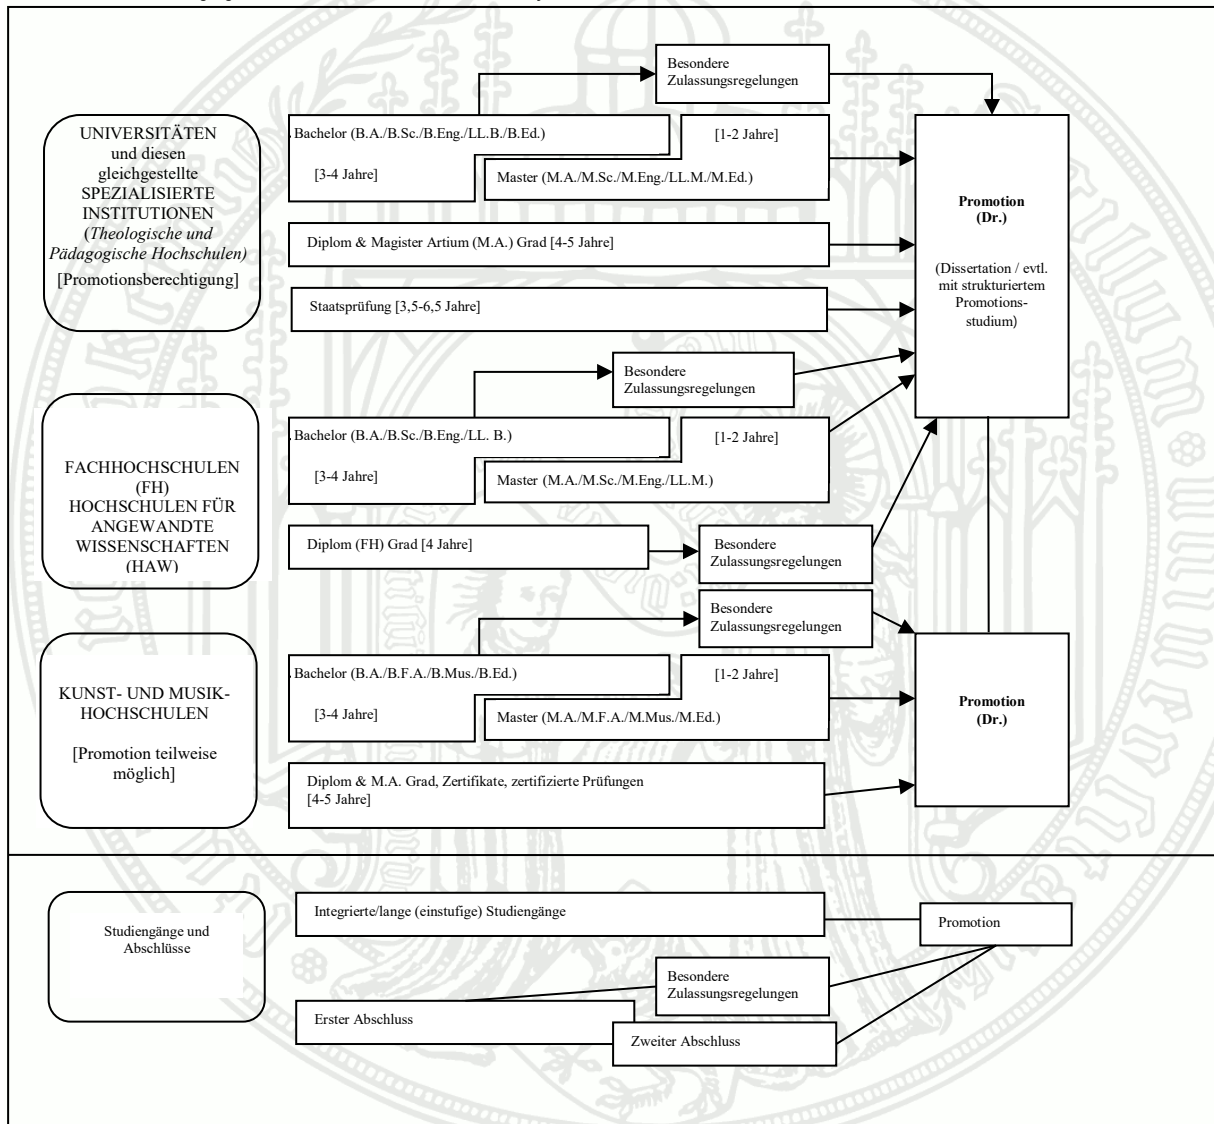 Besondere
Zulassungsregelungen
UNIVERSITÄTEN
und diesen
gleichgestellte
SPEZIALISIERTE
INSTITUTIONEN
(Theologische und
Pädagogische Hochschulen)
[Promotionsberechtigung]
Bachelor (B.A./B.Sc./B.Eng./LL.B./B.Ed.)
[3-4 Jahre]
[1-2 Jahre]
Master (M.A./M.Sc./M.Eng./LL.M./M.Ed.)
Diplom & Magister Artium (M.A.) Grad [4-5 Jahre]
Staatsprüfung [3,5-6,5 Jahre]
Promotion
(Dr.)
(Dissertation / evtl.
mit strukturiertem
Promotions-
studium)
Besondere
Zulassungsregelungen
FACHHOCHSCHULEN
(FH)
HOCHSCHULEN FÜR
ANGEWANDTE
WISSENSCHAFTEN
(HAW)
Bachelor (B.A./B.Sc./B.Eng./LL. B.)
[3-4 Jahre]
[1-2 Jahre]
Master (M.A./M.Sc./M.Eng./LL.M.)
Diplom (FH) Grad [4 Jahre]
Besondere
Zulassungsregelungen
Besondere
Zulassungsregelungen
KUNST- UND MUSIK-
HOCHSCHULEN
[Promotion teilweise
möglich]
Bachelor (B.A./B.F.A./B.Mus./B.Ed.)
[3-4 Jahre]
[1-2 Jahre]
Master (M.A./M.F.A./M.Mus./M.Ed.)
Diplom & M.A. Grad, Zertifikate, zertifizierte Prüfungen
[4-5 Jahre]
Promotion
(Dr.)
Studiengänge und
Abschlüsse
Integrierte/lange (einstufige) Studiengänge
Promotion
Besondere
Zulassungsregelungen
Erster Abschluss
Zweiter Abschluss